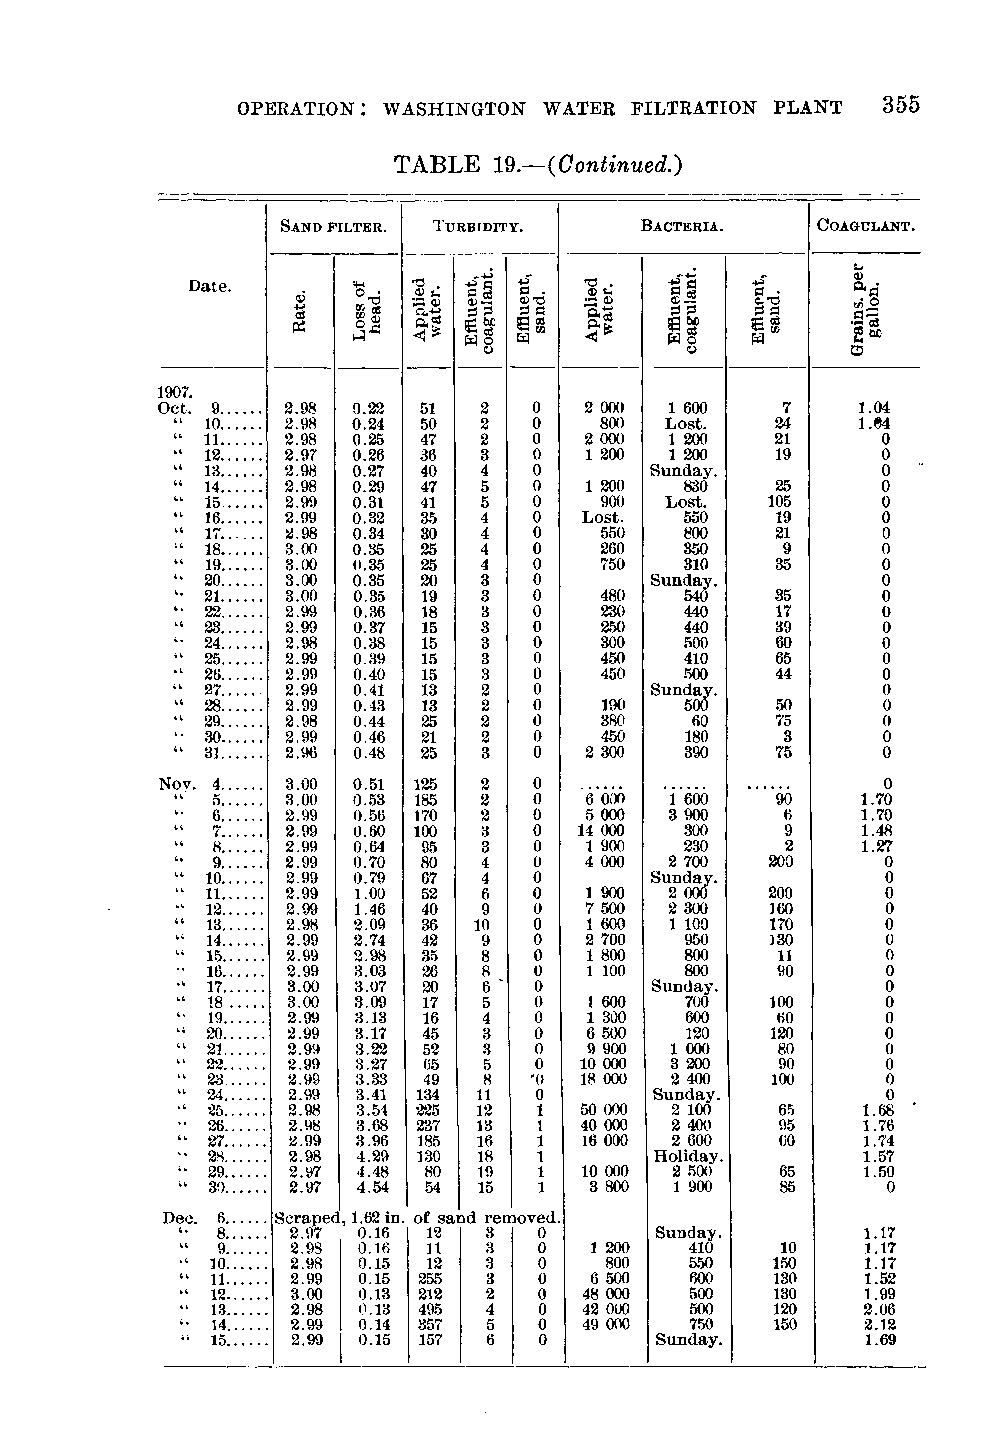 OPERATION: WASHINGTON WATER FILTRATION PLANT 355
TABLE 19.—(Continued.)
SAND FILTER. TURBIDITY. BACTERIA. COAGULANT.
Date. Rate. Loss of head. Applied water. Effluent, coagulant. Effluent, sand. Applied water. Effluent, coagulant. Effluent, sand. Grains, per gallon.
1907.
Oct. 9...... 2.98 0.22 51 2 0 2 000 1 600 7 1.04
“ 10...... 2.98 0.24 50 2 0 800 Lost. 24 1.04
“ 11...... 2.98 0.25 47 2 0 2 000 1 200 21 0
“ 12...... 2.97 0.26 36 3 0 1 200 1 200 19 0
“ 13...... 2.98 0.27 40 4 0 Sunday. 0
“ 14...... 2.98 0.29 47 5 0 1 200 830 25 0
“ 15...... 2.99 0.31 41 5 0 900 Lost. 105 0
“ 16...... 2.99 0.32 35 4 0 Lost. 550 19 0
“ 17...... 2.98 0.34 30 4 0 550 800 21 0
“ 18...... 3.00 0.35 25 4 0 260 350 9 0
“ 19...... 3.00 0.35 25 4 0 750 310 35 0
“ 20...... 3.00 0.35 20 3 0 Sunday. 0
“ 21...... 3.00 0.35 19 3 0 480 540 35 0
“ 22...... 2.99 0.36 18 3 0 230 440 17 0
“ 23...... 2.99 0.37 15 3 0 250 440 39 0
“ 24...... 2.98 0.38 15 3 0 300 500 60 0
“ 25...... 2.99 0.39 15 3 0 450 410 65 0
“ 26...... 2.99 0.40 15 3 0 450 500 44 0
“ 27...... 2.99 0.41 13 2 0 Sunday. 0
“ 28...... 2.99 0.43 13 2 0 190 500 50 0
“ 29...... 2.98 0.44 25 2 0 380 60 75 0
“ 30...... 2.99 0.46 21 2 0 450 180 3 0
“ 31...... 2.96 0.48 25 3 0 2 300 390 75 0
Nov. 4...... 3.00 0.51 125 2 0 ...... ...... ...... 0
“ 5...... 3.00 0.53 185 2 0 6 000 1 600 90 1.70
“ 6...... 2.99 0.56 170 2 0 5 000 3 900 6 1.70
“ 7...... 2.99 0.60 100 3 0 14 000 300 9 1.48
“ 8...... 2.99 0.64 95 3 0 1 900 230 2 1.27
“ 9...... 2.99 0.70 80 4 0 4 000 2 700 200 0
“ 10...... 2.99 0.79 67 4 0 Sunday. 0
“ 11...... 2.99 1.00 52 6 0 1 900 2 000 200 0
“ 12...... 2.99 1.46 40 9 0 7 500 2 300 160 0
“ 13...... 2.98 2.09 36 10 0 1 600 1 100 170 0
“ 14...... 2.99 2.74 42 9 0 2 700 950 130 0
“ 15...... 2.99 2.98 35 8 0 1 800 800 11 0
“ 16...... 2.99 3.03 26 8 0 1 100 800 90 0
“ 17...... 3.00 3.07 20 6 0 Sunday. 0
“ 18 ..... 3.00 3.09 17 5 0 1 600 700 100 0
“ 19...... 2.99 3.13 16 4 0 1 300 600 60 0
“ 20...... 2.99 3.17 45 3 0 6 500 120 120 0
“ 21...... 2.99 3.22 52 3 0 9 900 1 000 80 0
“ 22...... 2.99 3.27 65 5 0 10 000 3 200 90 0
“ 23...... 2.99 3.33 49 8 0 18 000 2 400 100 0
“ 24...... 2.99 3.41 134 11 0 Sunday. 0
“ 25...... 2.98 3.54 225 12 1 50 000 2 100 65 1.68
“ 26...... 2.98 3.68 237 13 1 40 000 2 400 95 1.76
“ 27...... 2.99 3.96 185 16 1 16 000 2 600 60 1.74
“ 28...... 2.98 4.29 130 18 1 Holiday. 1.57
“ 29...... 2.97 4.48 80 19 1 10 000 2 500 65 1.50
“ 30...... 2.97 4.54 54 15 1 3 800 1 900 85 0
Dec. 6...... Scraped, 1.62 in. of sand removed.
“ 8...... 2.97 0.16 12 3 0 Sunday. 1.17
“ 9...... 2.98 0.16 11 3 0 1 200 410 10 1.17
“ 10...... 2.98 0.15 12 3 0 800 550 150 1.17
“ 11...... 2.99 0.15 255 3 0 6 500 600 130 1.52
“ 12...... 3.00 0.13 212 2 0 48 000 500 130 1.99
“ 13...... 2.98 0.13 495 4 0 42 000 500 120 2.06
“ 14...... 2.99 0.14 357 5 0 49 000 750 150 2.12
“ 15...... 2.99 0.15 157 6 0 Sunday. 1.69